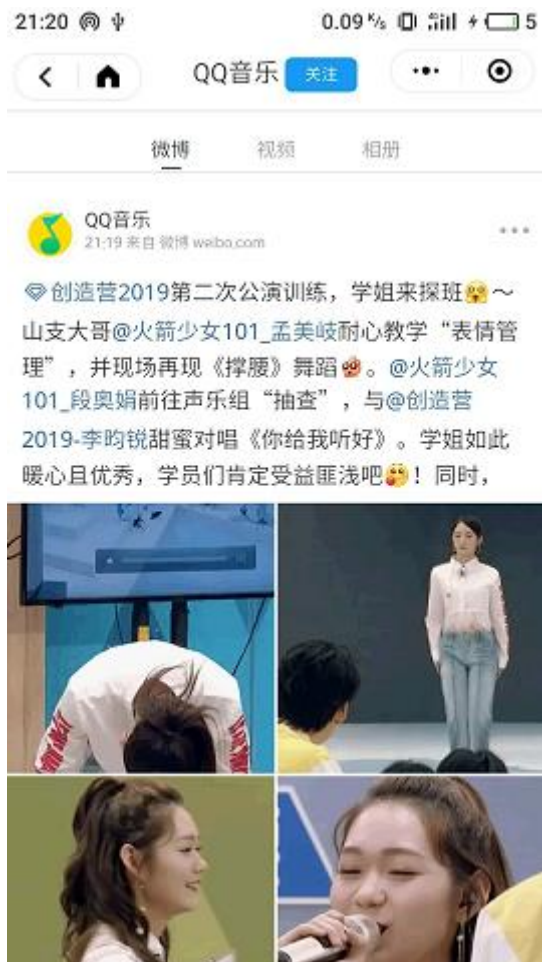 21:20
0.09 K/s
5
QQ音乐 关注
微博 视频 相册
QQ音乐
21:19 来自 微博 weibo.com
创造营2019第二次公演训练，学姐来探班～
山支大哥@火箭少女101_孟美岐耐心教学“表情管
理”，并现场再现《撑腰》舞蹈。@火箭少女
101_段奥娟前往声乐组“抽查”，与@创造营
2019-李昀锐甜蜜对唱《你给我听好》。学姐如此
暖心且优秀，学员们肯定受益匪浅吧！同时，